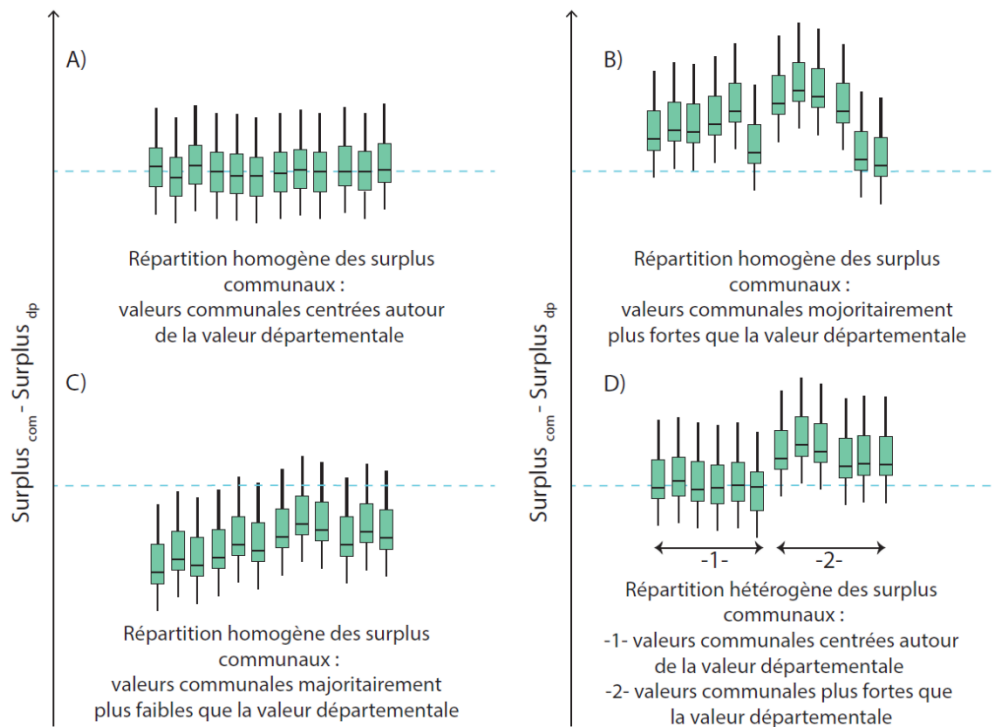 A)
Répartition homogène des surplus
communaux :
valeurs communales centrées autour
de la valeur départementale
B)
Répartition homogène des surplus
communaux :
valeurs communales mojoritairement
plus fortes que la valeur départementale
Surplus com - Surplus dp
Surplus com - Surplus dp
C)
Répartition homogène des surplus
communaux :
valeurs communales majoritairement
plus faibles que la valeur départementale
D)
-1-
-2-
Répartition hétérogène des surplus
communaux :
-1- valeurs communales centrées autour
de la valeur départementale
-2- valeurs communales plus fortes que
la valeur départementale